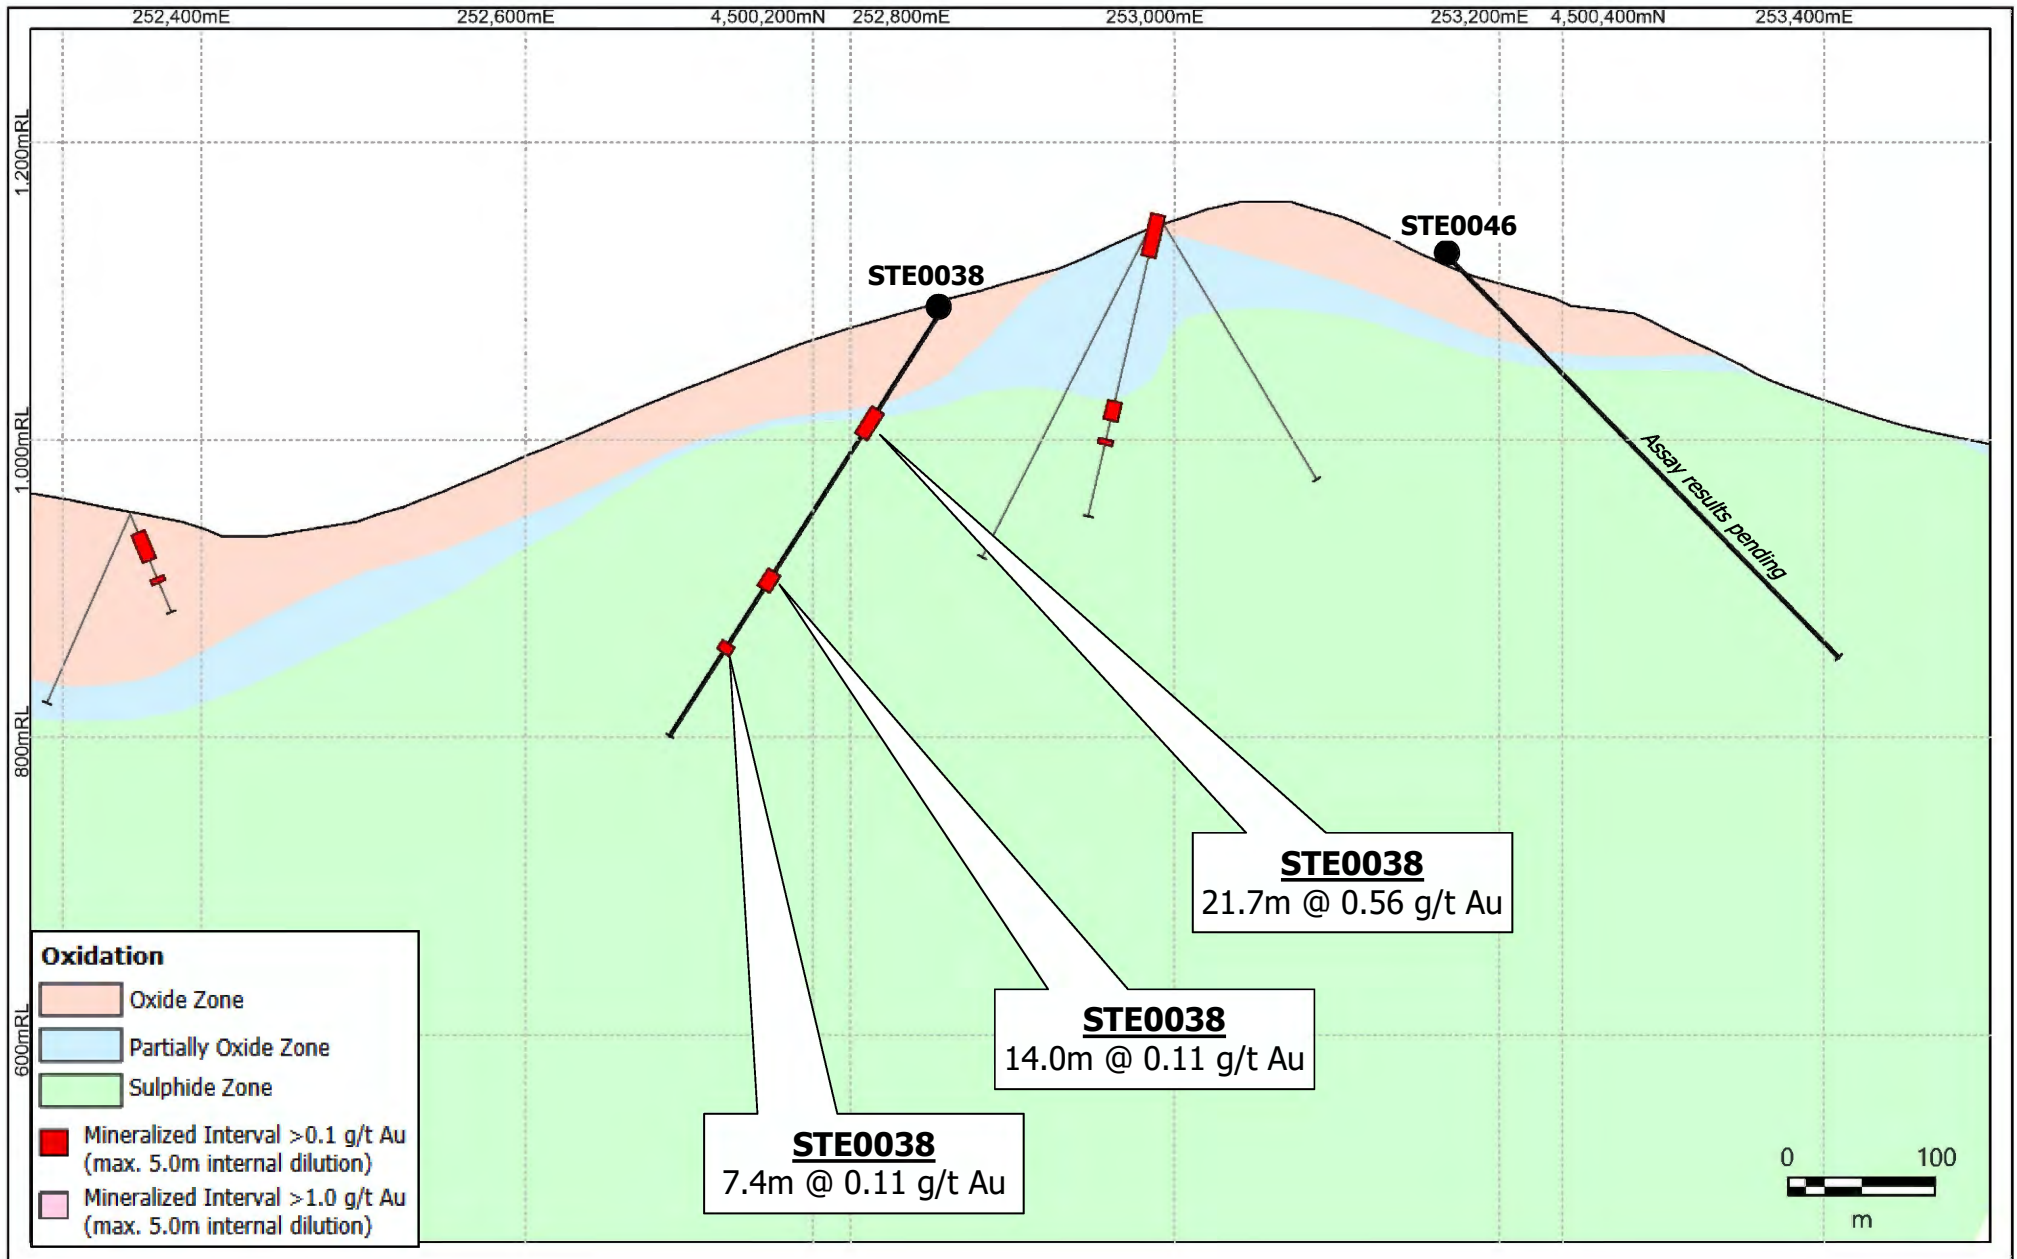 252,400mE
252,600mE
4,500,200mN
252,800mE
253,000mE
253,200mE
4,500,400mN
253,400mE
1,200mRL
1,000mRL
800mRL
600mRL
STE0038
STE0046
Assay results pending
STE0038
21.7m @ 0.56 g/t Au
STE0038
14.0m @ 0.11 g/t Au
STE0038
7.4m @ 0.11 g/t Au
Oxidation
Oxide Zone
Partially Oxide Zone
Sulphide Zone
Mineralized Interval >0.1 g/t Au
(max. 5.0m internal dilution)
Mineralized Interval >1.0 g/t Au
(max. 5.0m internal dilution)
0 100
m